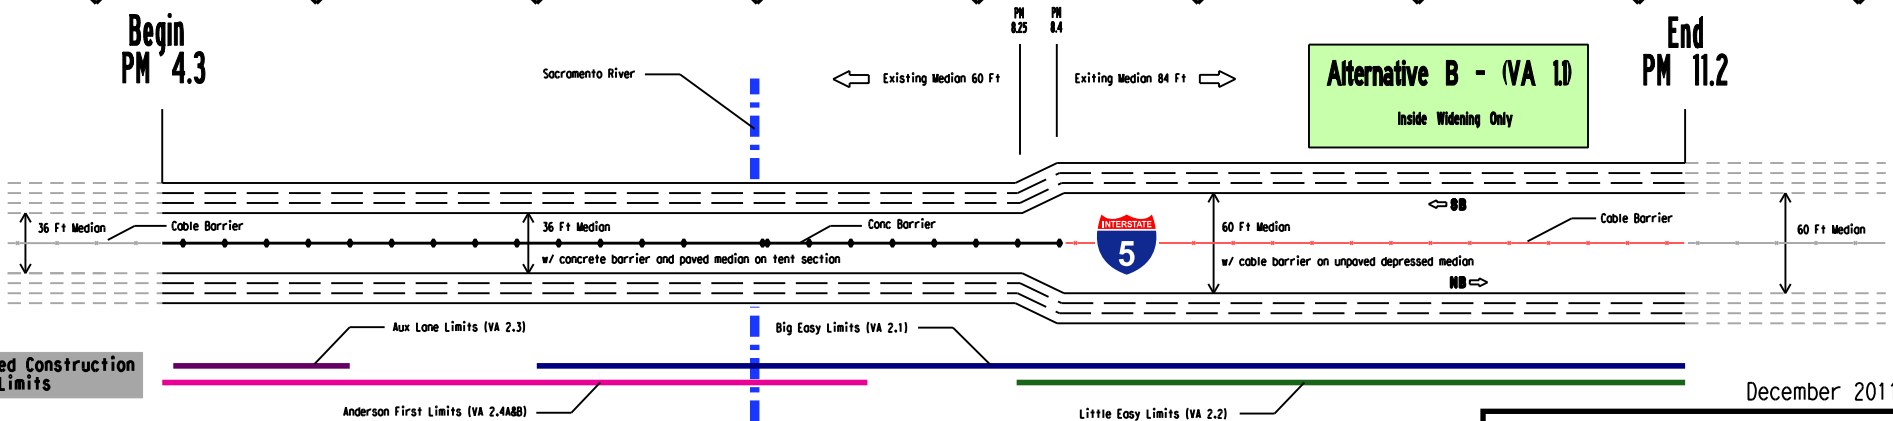 Begin
PM 4.3
Sacramento River
Existing Median 60 Ft
PM
8.25
PM
8.4
Exiting Median 84 Ft
Alternative B - (VA 1.1)
Inside Widening Only
End
PM 11.2
36 Ft Median
Cable Barrier
36 Ft Median
w/ concrete barrier and paved median on tent section
Conc Barrier
INTERSTATE
5
SB
60 Ft Median
w/ cable barrier on unpaved depressed median
NB
Cable Barrier
60 Ft Median
Aux Lane Limits (VA 2.3)
Big Easy Limits (VA 2.1)
ed Construction
Limits
Anderson First Limits (VA 2.4A&B)
Little Easy Limits (VA 2.2)
December 2011